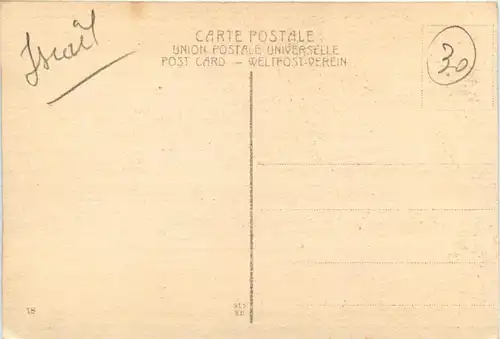 Israël
CARTE POSTALE
UNION POSTALE UNIVERSELLE
POST CARD — WELTPOST-VEREIN
3.0
18